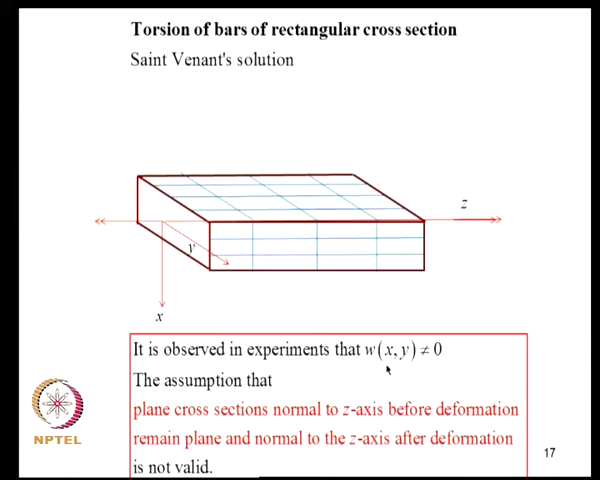 Torsion of bars of rectangular cross section
Saint Venant's solution
z
y
x
It is observed in experiments that w(x, y) ≠ 0
The assumption that
plane cross sections normal to z-axis before deformation
remain plane and normal to the z-axis after deformation
is not valid.
NPTEL
17